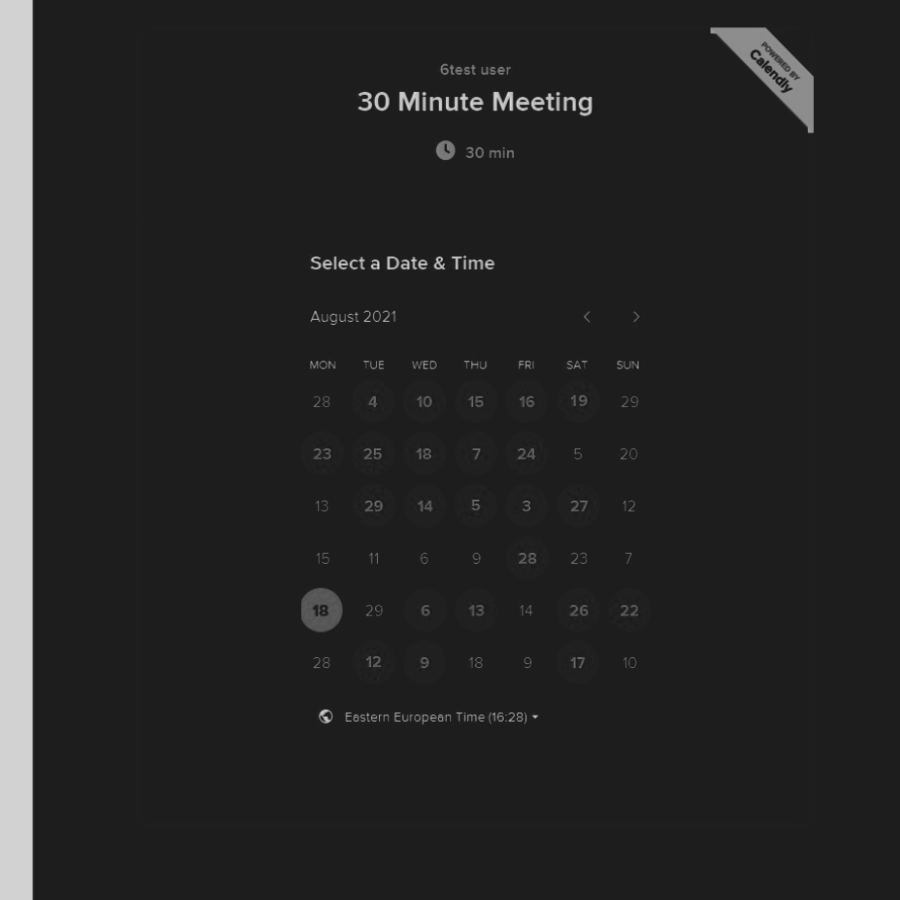 POWERED BY
Calendly
6test user
30 Minute Meeting
30 min
Select a Date & Time
August 2021
MON TUE WED THU FRI SAT SUN
28 4 10 15 16 19 29
23 25 18 7 24 5 20
13 29 14 5 3 27 12
15 11 6 9 28 23 7
18 29 6 13 14 26 22
28 12 9 18 9 17 10
Eastern European Time (16:28)